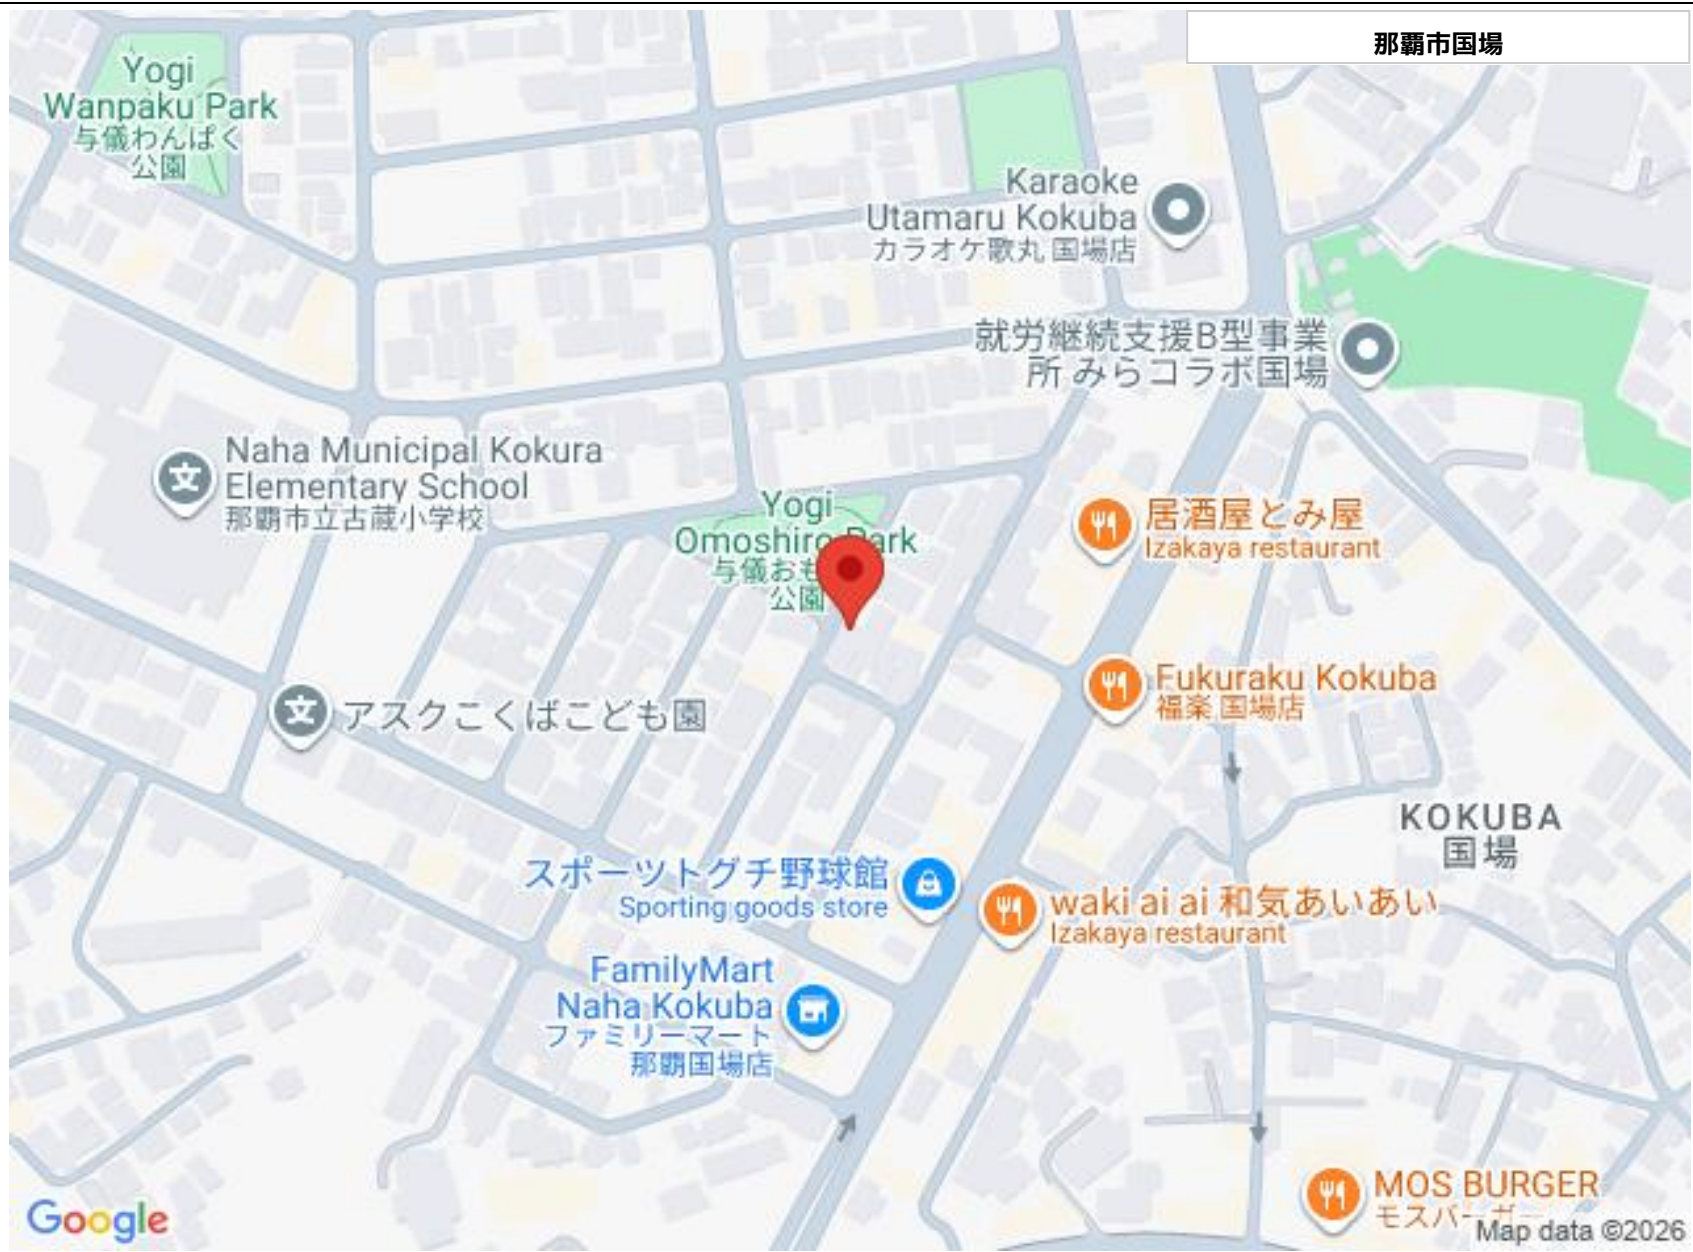 那覇市国場
Yogi
Wanpaku Park
与儀わんぱく
公園
Karaoke
Utamaru Kokuba
カラオケ歌丸 国場店
就労継続支援B型事業
所 みらコラボ国場
Naha Municipal Kokura
Elementary School
那覇市立古蔵小学校
Yogi
Omoshiro Park
与儀おも
公園
居酒屋とみ屋
Izakaya restaurant
Fukuraku Kokuba
福楽 国場店
アスクこくばこども園
KOKUBA
国場
スポーツトグチ野球館
Sporting goods store
waki ai ai 和気あいあい
Izakaya restaurant
FamilyMart
Naha Kokuba
ファミリーマート
那覇国場店
MOS BURGER
モスバーガー
Google
Map data ©2026